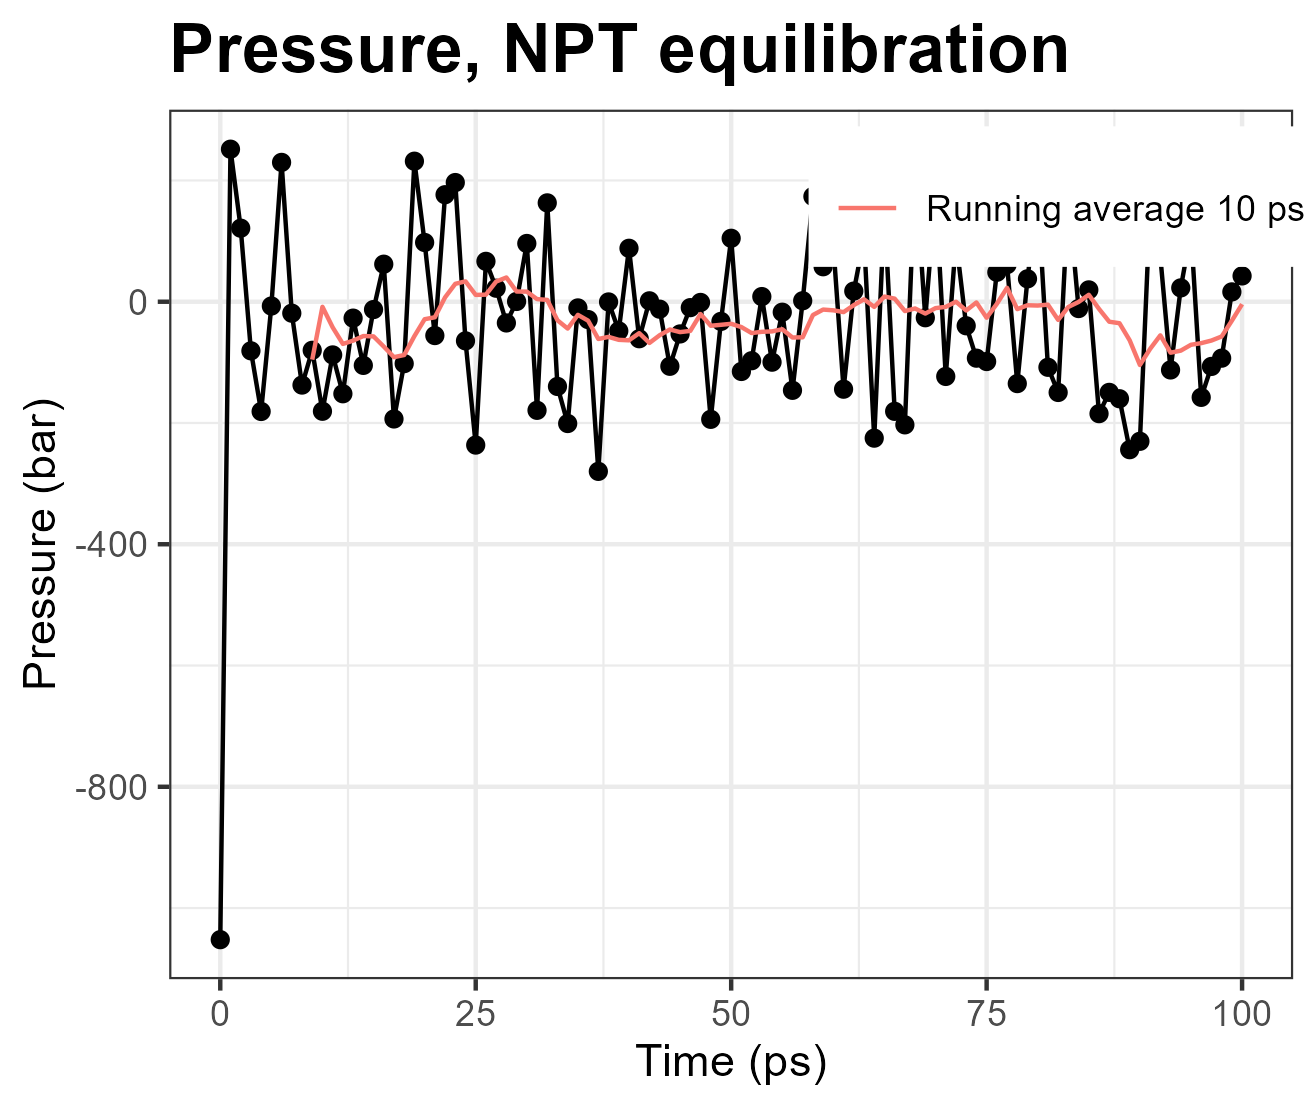 Pressure, NPT equilibration
Running average 10 ps
Pressure (bar)
0
-400
-800
0 25 50 75 100
Time (ps)